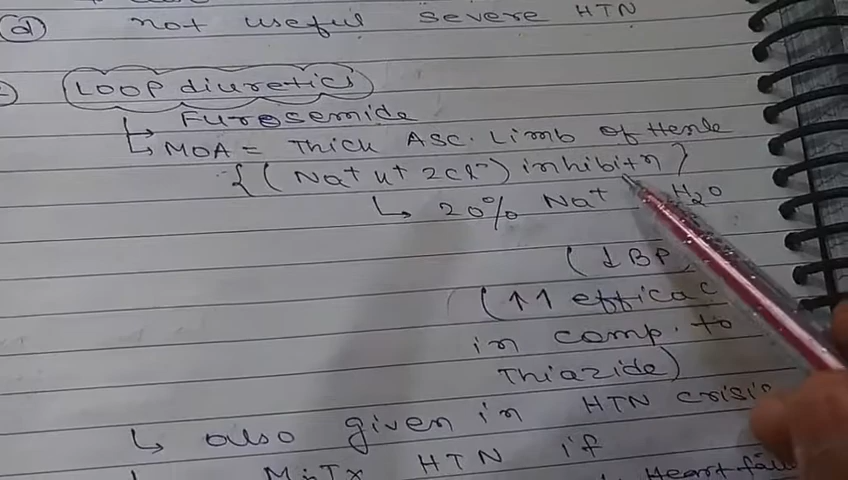 (d) not useful severe HTN
Loop diuretics
↳ Furosemide
↳ MOA = Thick Asc. Limb of Henle
{ ( Na+ K+ 2Cl- ) inhibitn }
↳ 20% Na+ H2O
( ↓ BP
( ↑↑ efficac
in comp. to
Thiazide )
↳ also given in HTN crisis
HTN if
Heart fail